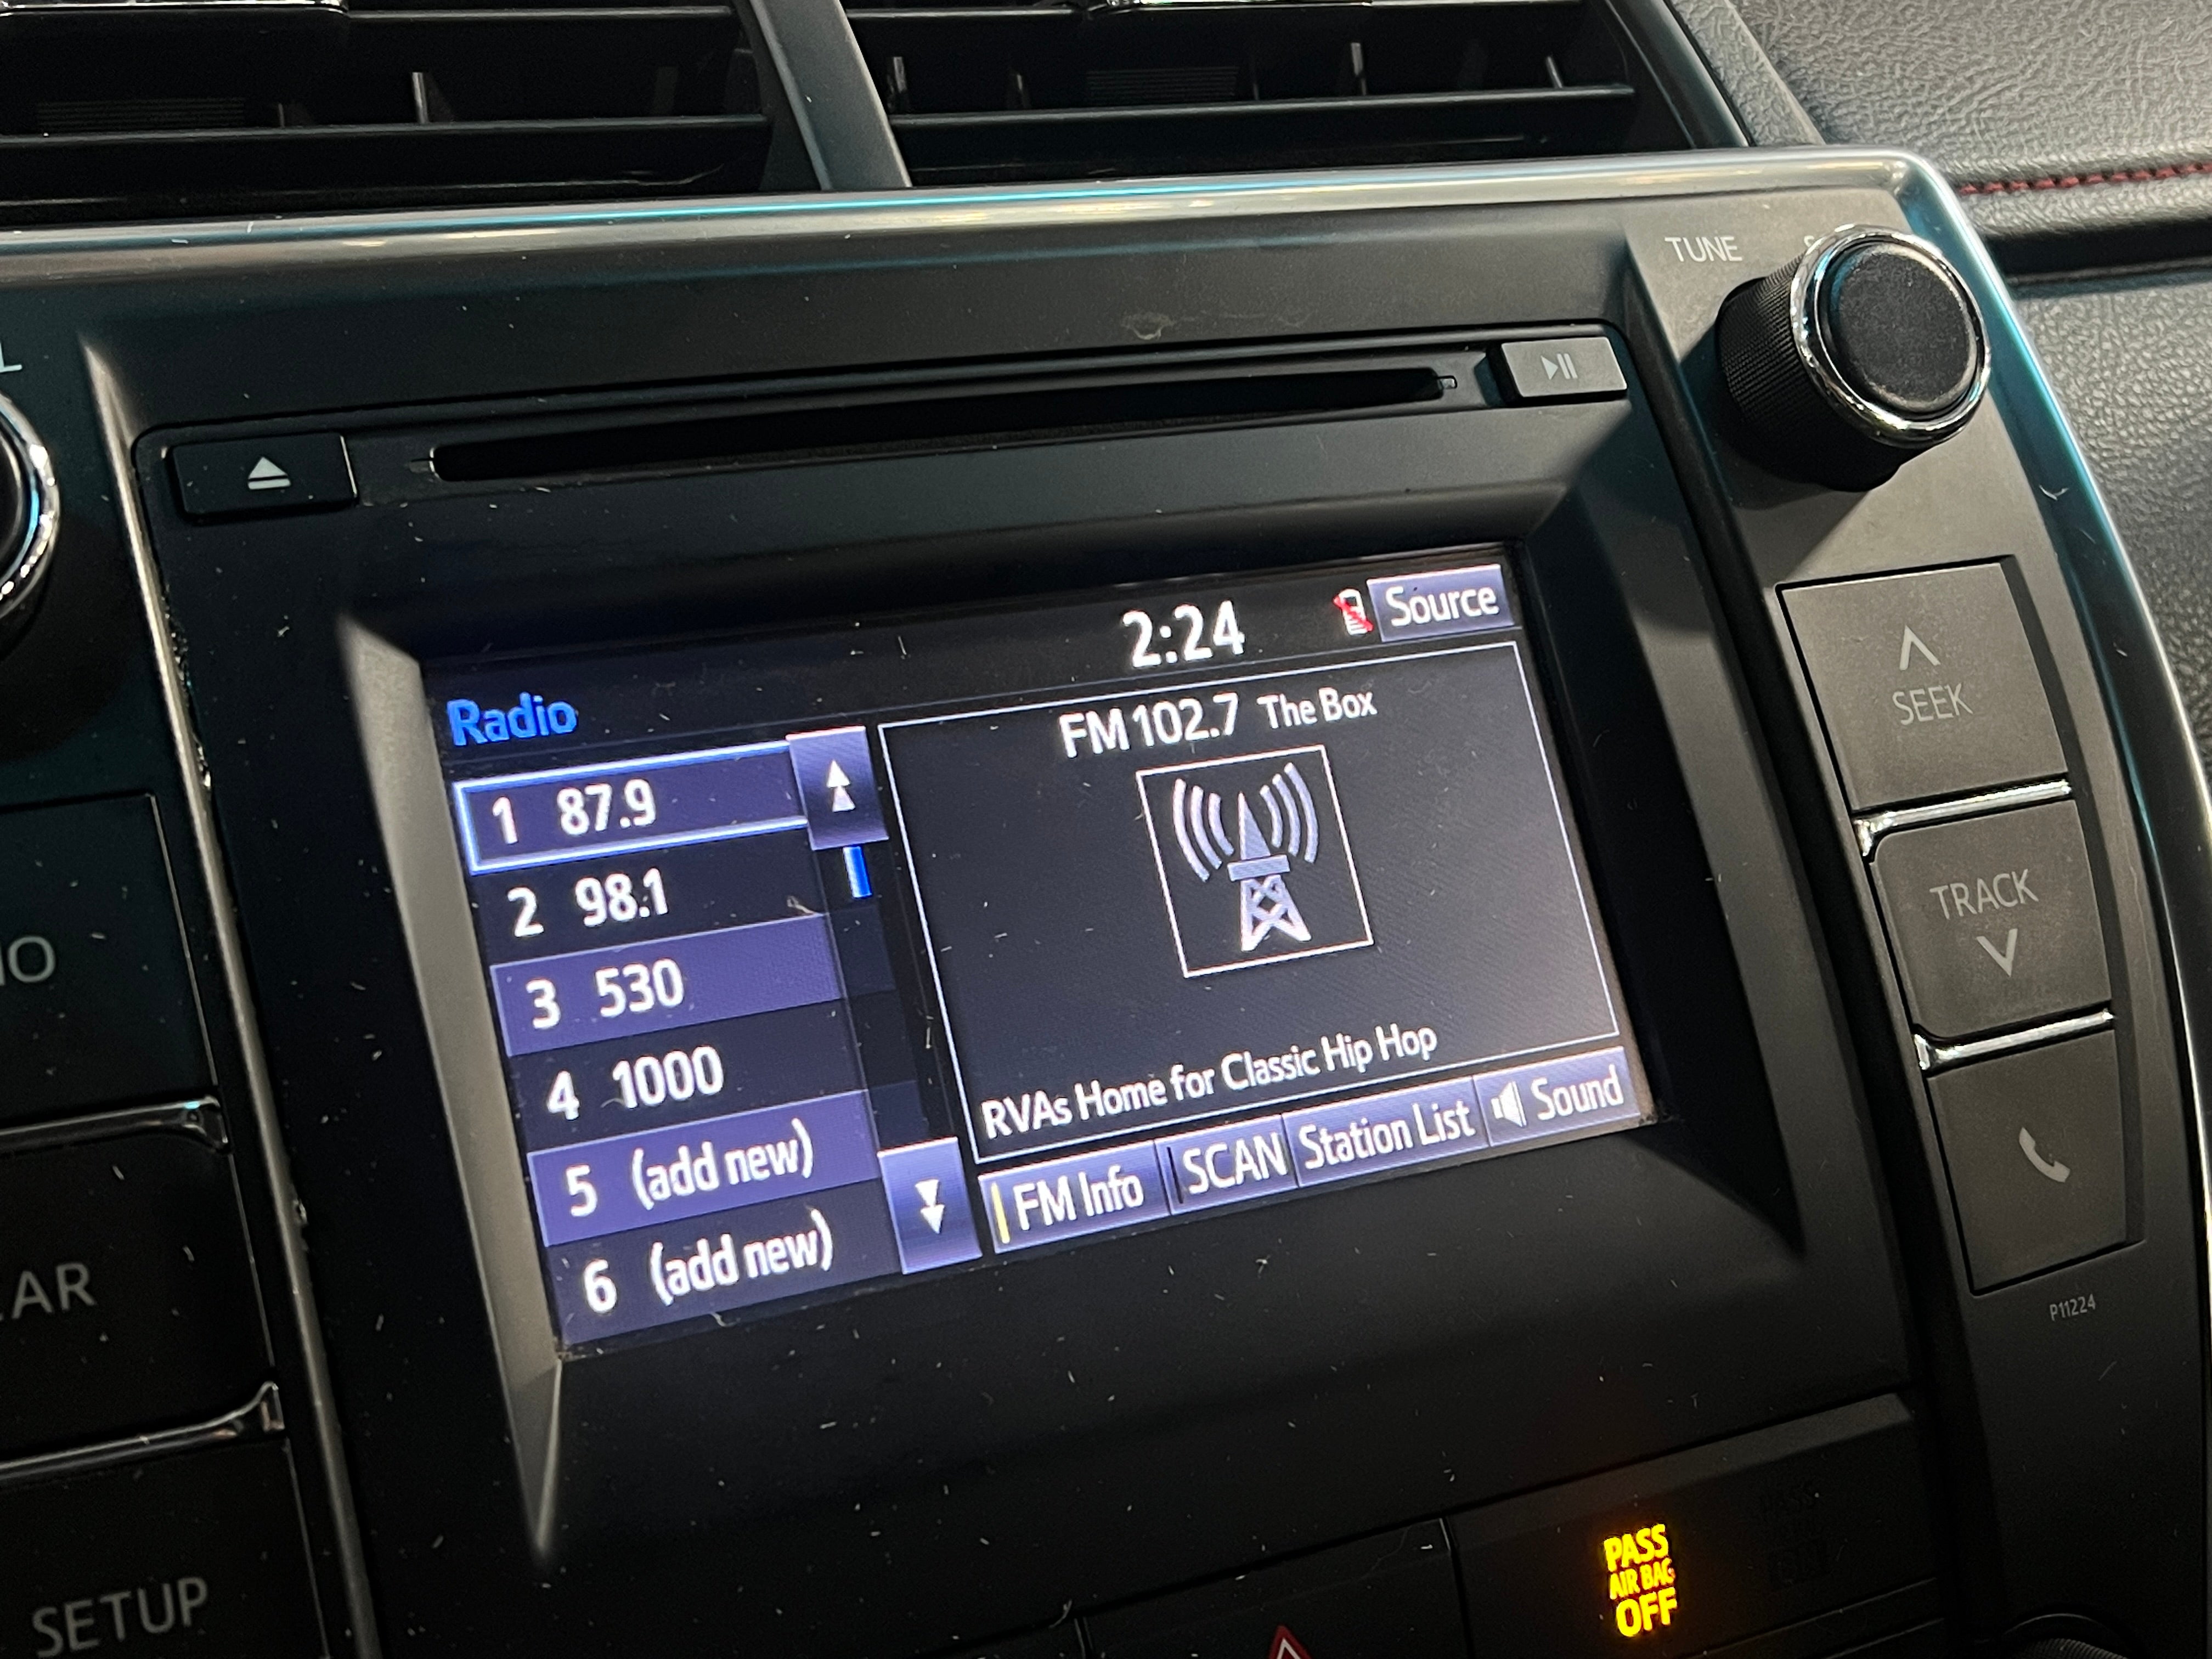 TUNE
2:24
Source
Radio
FM 102.7 The Box
1 87.9
2 98.1
3 530
4 1000
5 (add new)
6 (add new)
RVAs Home for Classic Hip Hop
FM Info
SCAN
Station List
Sound
SEEK
TRACK
P11224
SETUP
PASS
AIR BAG
OFF